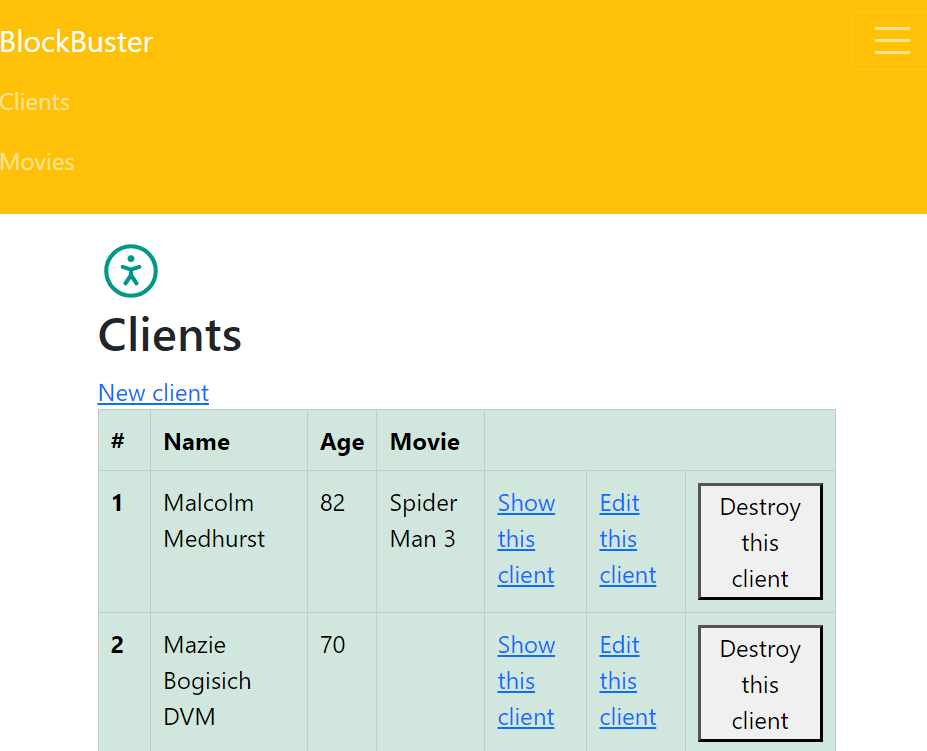 BlockBuster
Clients
Movies
Clients
New client
# Name Age Movie
1 Malcolm Medhurst 82 Spider Man 3 Show this client Edit this client Destroy this client
2 Mazie Bogisich DVM 70 Show this client Edit this client Destroy this client